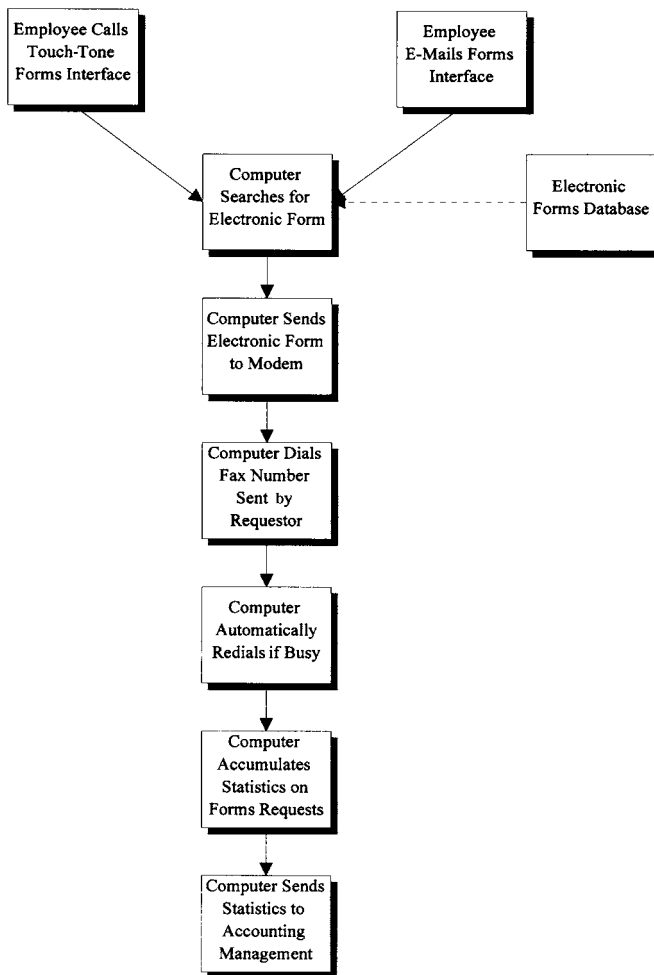 Employee Calls
Touch-Tone
Forms Interface
Employee
E-Mails Forms
Interface
Computer
Searches for
Electronic Form
Electronic
Forms Database
Computer Sends
Electronic Form
to Modem
Computer Dials
Fax Number
Sent by
Requestor
Computer
Automatically
Redials if Busy
Computer
Accumulates
Statistics on
Forms Requests
Computer Sends
Statistics to
Accounting
Management